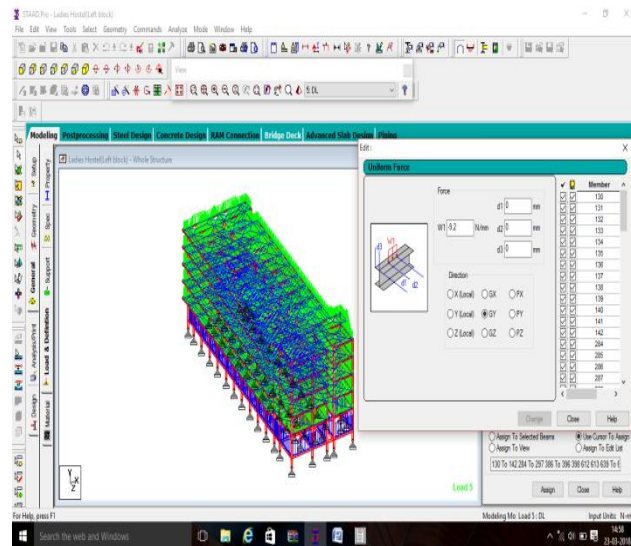 STAAD.Pro - Ladies Hostel(Left block)
File Edit View Tools Select Geometry Commands Analyze Mode Window Help
View
5: DL
Modeling Postprocessing Steel Design Concrete Design RAM Connection Bridge Deck Advanced Slab Design Piping
Ladies Hostel(Left block) - Whole Structure
Setup
Geometry
General
Analysis/Print
Design
Property
Spec
Support
Load & Definition
Material
Edit :
Uniform Force
Force
W1 -9.2 N/mm
d1 0 mm
d2 0 mm
d3 0 mm
Direction
X (Local) GX PX
Y (Local) GY PY
Z (Local) GZ PZ
W1
d3
d1
d2
Member
130
131
132
133
134
135
136
137
138
139
140
141
142
284
285
286
287
Change Close Help
Assign To Selected Beams Use Cursor To Assign
Assign To View Assign To Edit List
130 To 142 284 To 297 386 To 396 398 612 613 639 To 6
Assign Close Help
Y
X
Z
Load 5
For Help, press F1
Modeling Mo Load 5 : DL Input Units: N-m
Search the web and Windows
14:58
23-03-2018